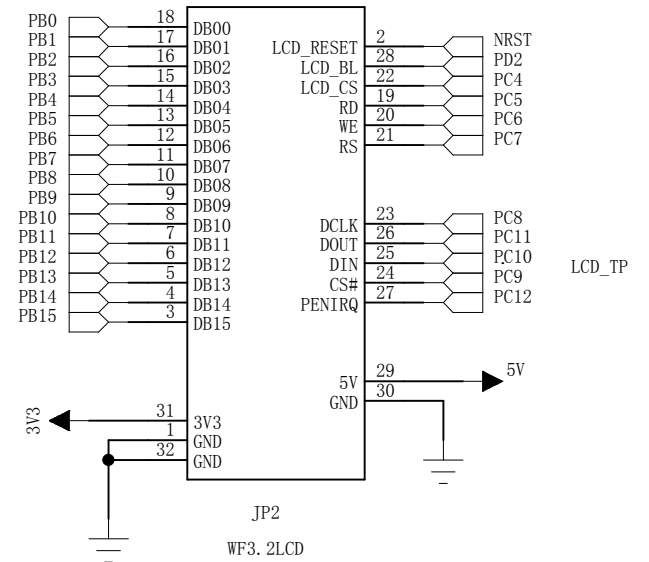 PB0 18 DB00
PB1 17 DB01
PB2 16 DB02
PB3 15 DB03
PB4 14 DB04
PB5 13 DB05
PB6 12 DB06
PB7 11 DB07
PB8 10 DB08
PB9 9 DB09
PB10 8 DB10
PB11 7 DB11
PB12 6 DB12
PB13 5 DB13
PB14 4 DB14
PB15 3 DB15
3V3 31 3V3
1 GND
32 GND
LCD_RESET 2 NRST
LCD_BL 28 PD2
LCD_CS 22 PC4
RD 19 PC5
WE 20 PC6
RS 21 PC7
DCLK 23 PC8
DOUT 26 PC11
DIN 25 PC10
CS# 24 PC9
PENIRQ 27 PC12
LCD_TP
5V 29 5V
GND 30
JP2
WF3.2LCD